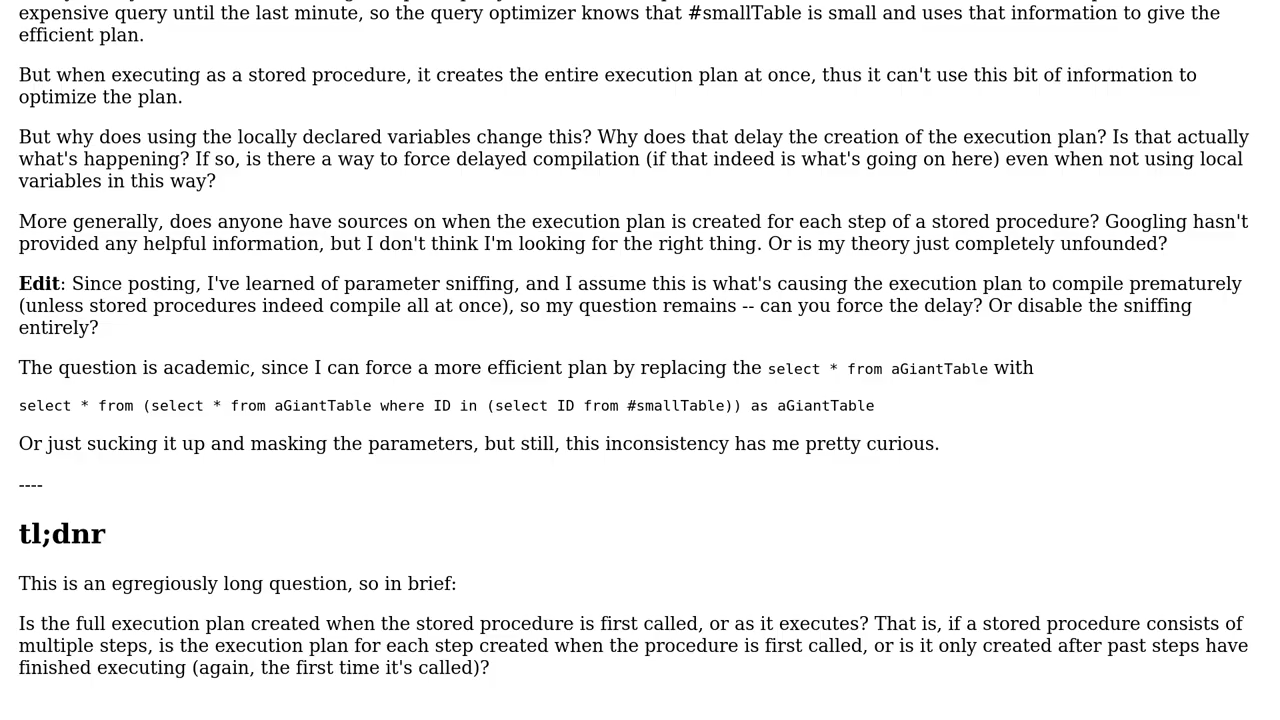 expensive query until the last minute, so the query optimizer knows that #smallTable is small and uses that information to give the
efficient plan.
But when executing as a stored procedure, it creates the entire execution plan at once, thus it can't use this bit of information to
optimize the plan.
But why does using the locally declared variables change this? Why does that delay the creation of the execution plan? Is that actually
what's happening? If so, is there a way to force delayed compilation (if that indeed is what's going on here) even when not using local
variables in this way?
More generally, does anyone have sources on when the execution plan is created for each step of a stored procedure? Googling hasn't
provided any helpful information, but I don't think I'm looking for the right thing. Or is my theory just completely unfounded?
Edit: Since posting, I've learned of parameter sniffing, and I assume this is what's causing the execution plan to compile prematurely
(unless stored procedures indeed compile all at once), so my question remains -- can you force the delay? Or disable the sniffing
entirely?
The question is academic, since I can force a more efficient plan by replacing the select * from aGiantTable with
select * from (select * from aGiantTable where ID in (select ID from #smallTable)) as aGiantTable
Or just sucking it up and masking the parameters, but still, this inconsistency has me pretty curious.
----
tl;dnr
This is an egregiously long question, so in brief:
Is the full execution plan created when the stored procedure is first called, or as it executes? That is, if a stored procedure consists of
multiple steps, is the execution plan for each step created when the procedure is first called, or is it only created after past steps have
finished executing (again, the first time it's called)?